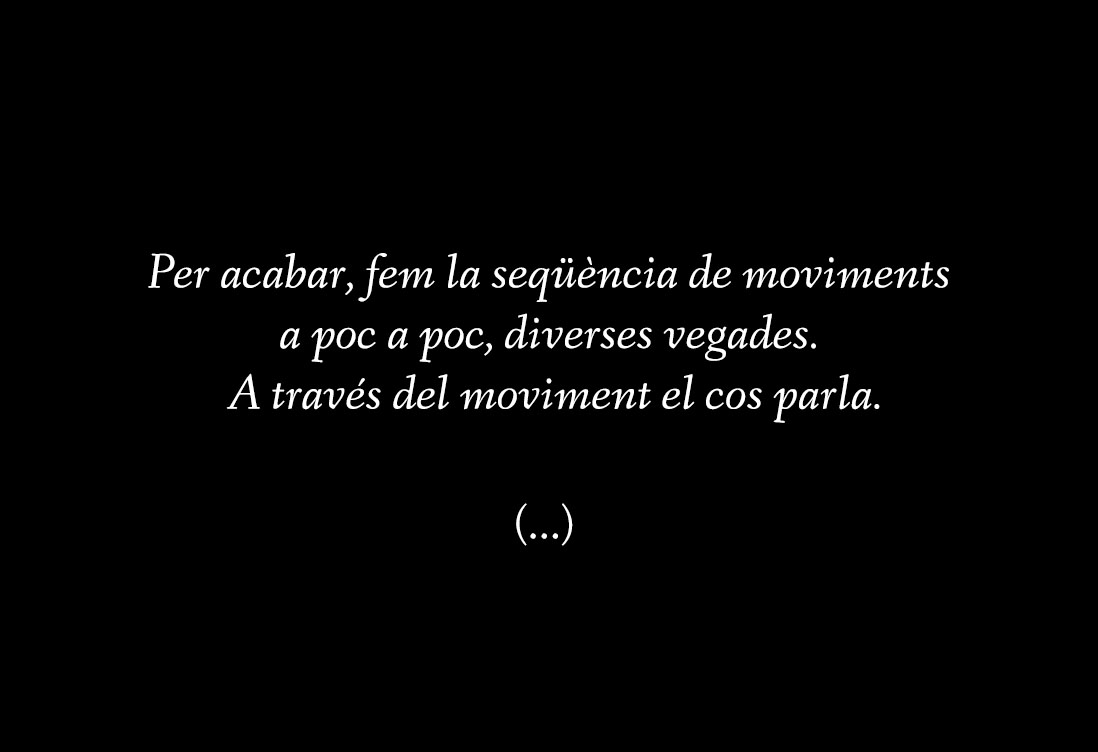 Per acabar, fem la seqüència de moviments
a poc a poc, diverses vegades.
A través del moviment el cos parla.
(...)